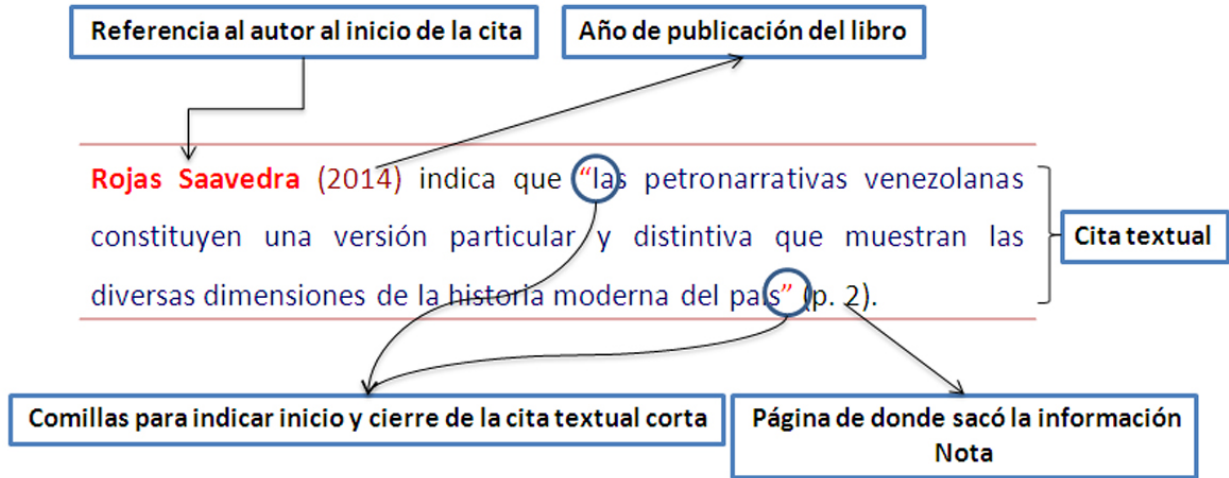 Referencia al autor al inicio de la cita
Año de publicación del libro
Rojas Saavedra (2014) indica que “las petronarrativas venezolanas
constituyen una versión particular y distintiva que muestran las
diversas dimensiones de la historia moderna del país” (p. 2).
Cita textual
Comillas para indicar inicio y cierre de la cita textual corta
Página de donde sacó la información
Nota